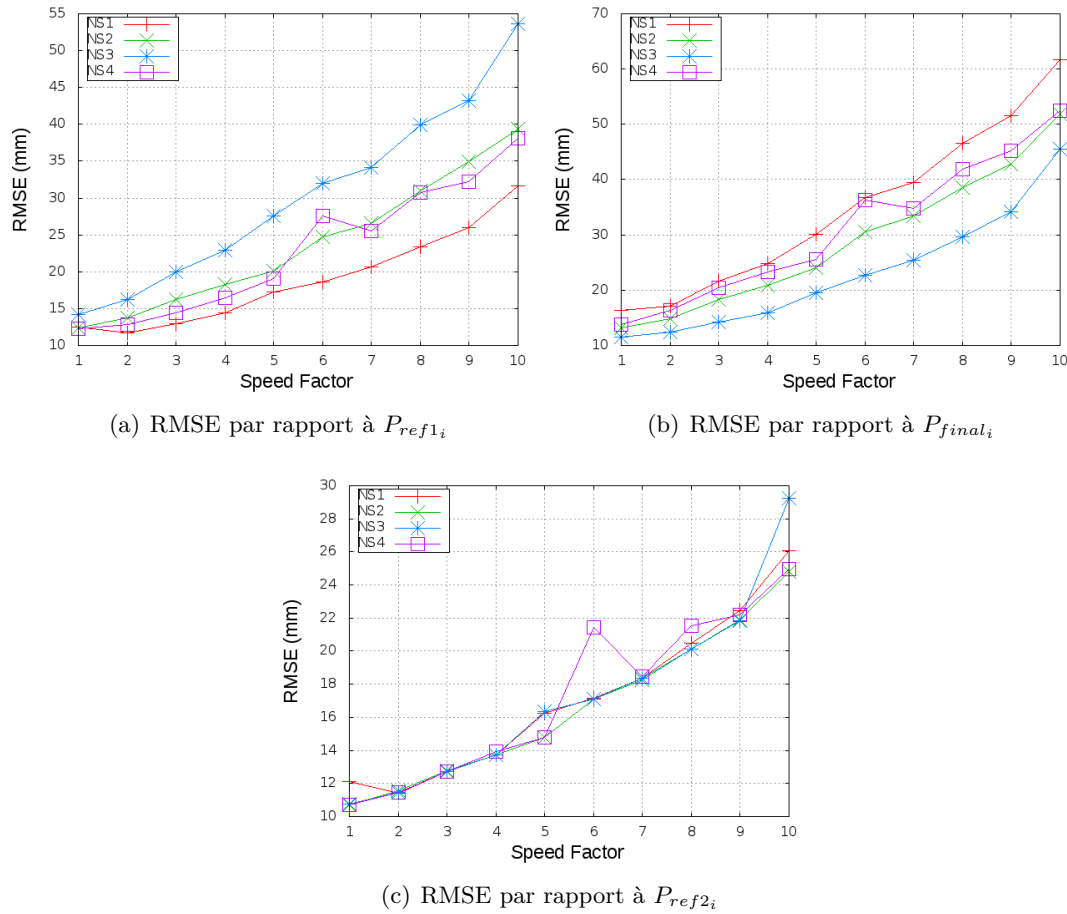 55
50
45
40
35
30
25
20
15
10
RMSE (mm)
NS1
NS2
NS3
NS4
1 2 3 4 5 6 7 8 9 10
Speed Factor
(a) RMSE par rapport à P_{ref1_i}
70
60
50
40
30
20
10
RMSE (mm)
NS1
NS2
NS3
NS4
1 2 3 4 5 6 7 8 9 10
Speed Factor
(b) RMSE par rapport à P_{final_i}
30
28
26
24
22
20
18
16
14
12
10
RMSE (mm)
NS1
NS2
NS3
NS4
1 2 3 4 5 6 7 8 9 10
Speed Factor
(c) RMSE par rapport à P_{ref2_i}